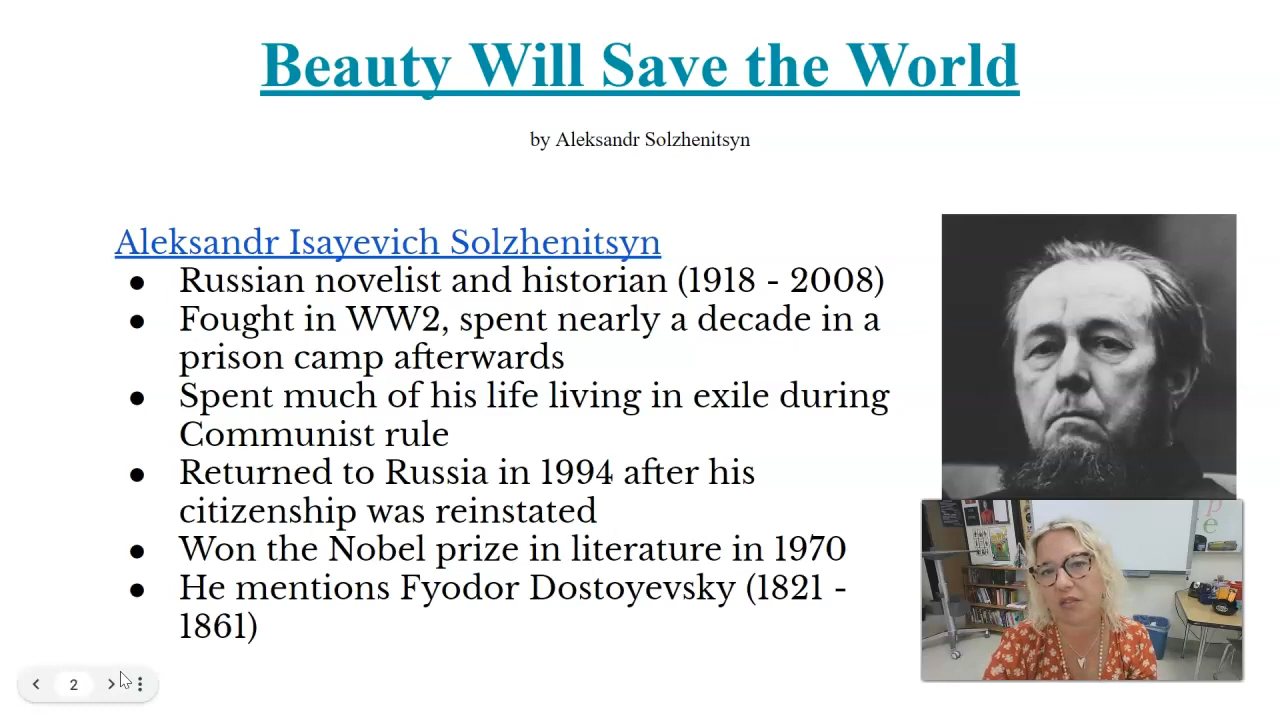 Beauty Will Save the World
by Aleksandr Solzhenitsyn
Aleksandr Isayevich Solzhenitsyn
● Russian novelist and historian (1918 - 2008)
● Fought in WW2, spent nearly a decade in a
prison camp afterwards
● Spent much of his life living in exile during
Communist rule
● Returned to Russia in 1994 after his
citizenship was reinstated
● Won the Nobel prize in literature in 1970
● He mentions Fyodor Dostoyevsky (1821 -
1861)
p
e
2